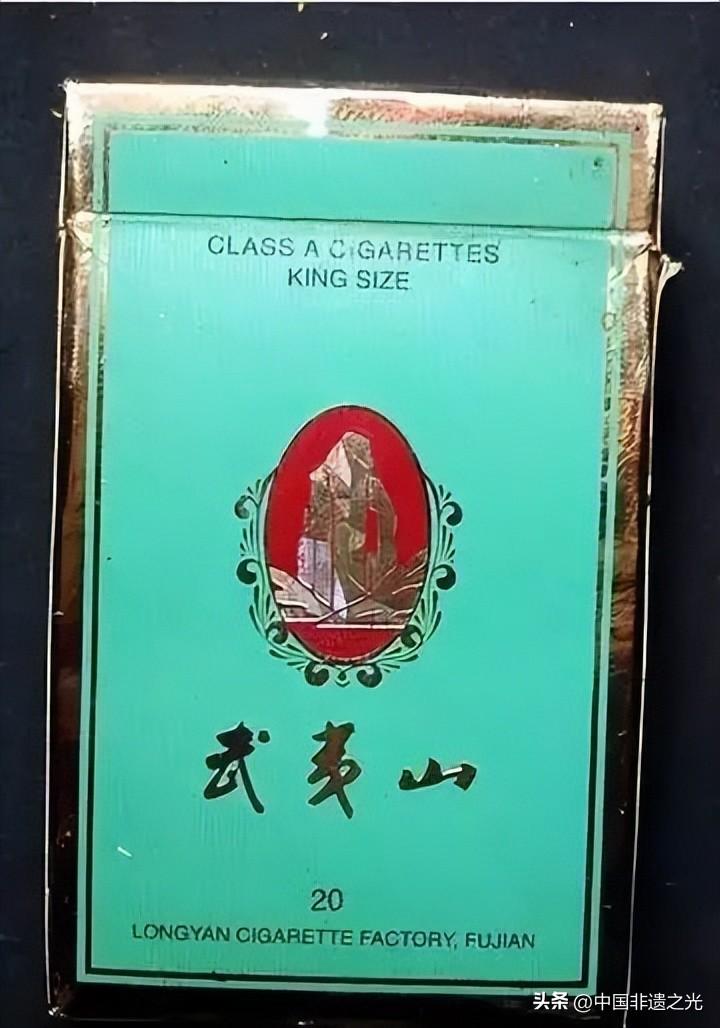 CLASS A CIGARETTES
KING SIZE
武夷山
20
LONGYAN CIGARETTE FACTORY, FUJIAN
头条 @中国非遗之光